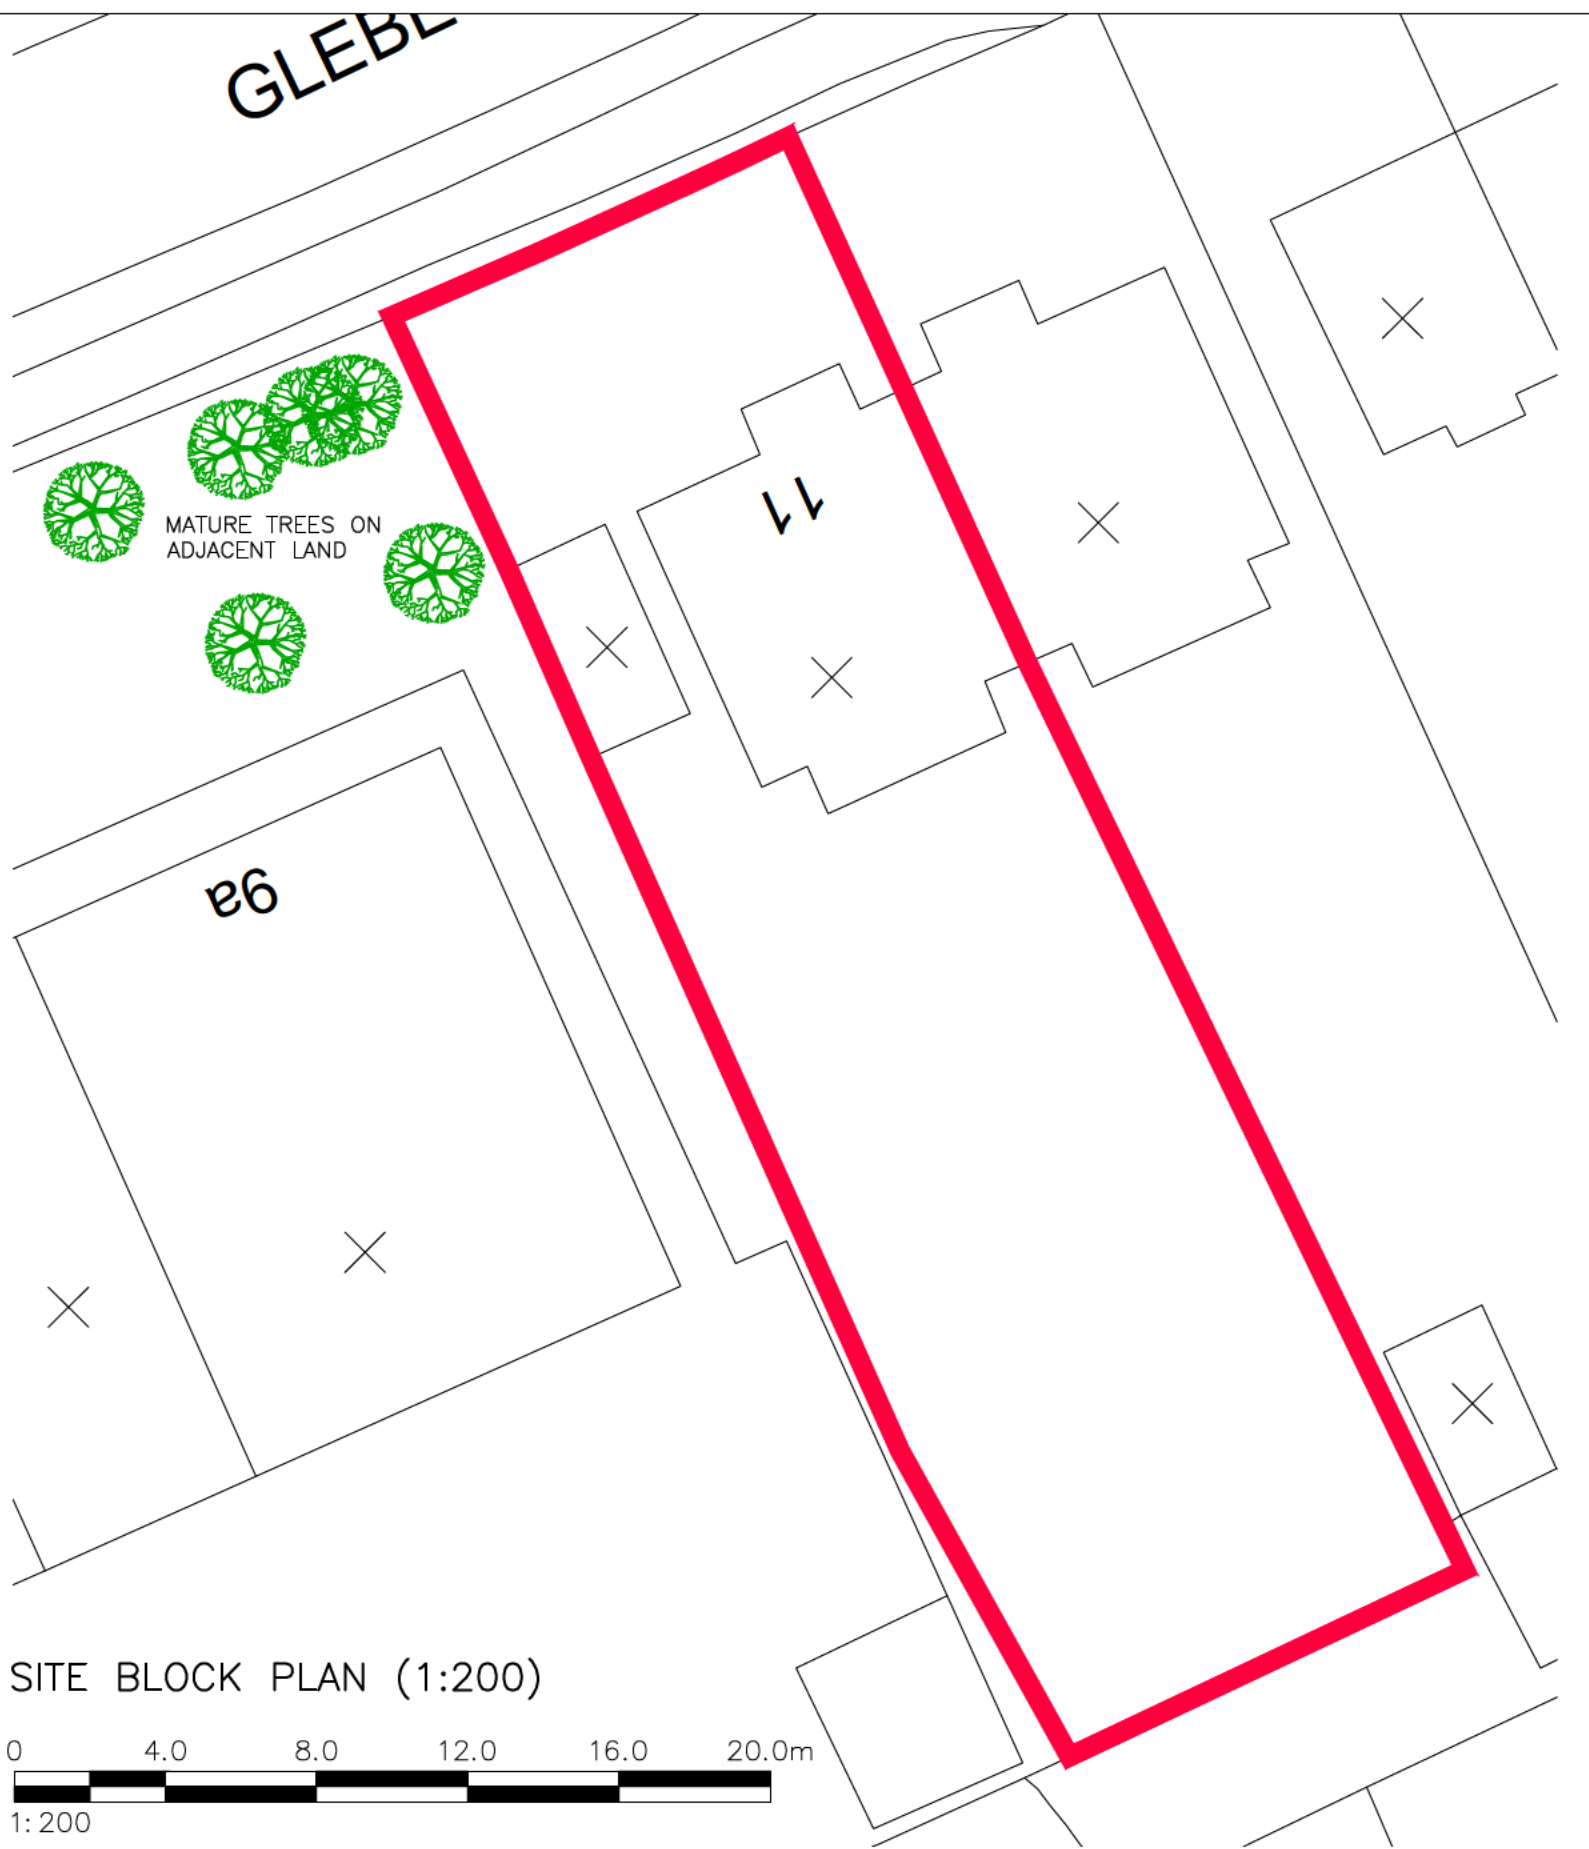 GLEBE
11
MATURE TREES ON
ADJACENT LAND
9a
SITE BLOCK PLAN (1:200)
0 4.0 8.0 12.0 16.0 20.0m
1:200